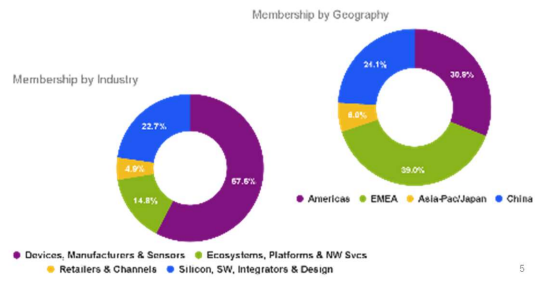 Membership by Geography
24.1%
30.9%
6.0%
39.0%
Americas EMEA Asia-Pac/Japan China
Membership by Industry
22.7%
4.9%
57.6%
14.8%
Devices, Manufacturers & Sensors Ecosystems, Platforms & NW Svcs
Retailers & Channels Silicon, SW, Integrators & Design
5